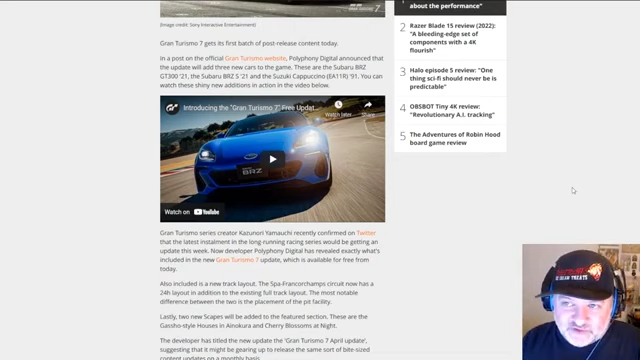 about the performance"
(Image credit: Sony Interactive Entertainment)
2 Razor Blade 15 review (2022):
"A bleeding-edge set of
components with a 4K
flourish"
3 Halo episode 5 review: "One
thing sci-fi should never be is
predictable"
4 OBSBOT Tiny 4K review:
"Revolutionary A.I. tracking"
5 The Adventures of Robin Hood
board game review
Gran Turismo 7 gets its first batch of post-release content today.
In a post on the official Gran Turismo website, Polyphony Digital announced that
the update will add three new cars to the game. These are the Subaru BRZ
GT300 '21, the Subaru BRZ S '21 and the Suzuki Cappuccino (EA11R) '91. You can
watch these shiny new additions in action in the video below.
Introducing the "Gran Turismo 7" Free Updat...
Watch later
Share
BRZ
Watch on YouTube
Gran Turismo series creator Kazunori Yamauchi recently confirmed on Twitter
that the latest instalment in the long-running racing series would be getting an
update this week. Now developer Polyphony Digital has revealed exactly what's
included in the new Gran Turismo 7 update, which is available for free from
today.
Also included is a new track layout. The Spa-Francorchamps circuit now has a
24h layout in addition to the existing full track layout. The most notable
difference between the two is the placement of the pit facility.
Lastly, two new Scapes will be added to the featured section. These are the
Gassho-style Houses in Ainokura and Cherry Blossoms at Night.
The developer has titled the new update the 'Gran Turismo 7 April update',
suggesting that it might be gearing up to release the same sort of bite-sized
content updates on a monthly basis.